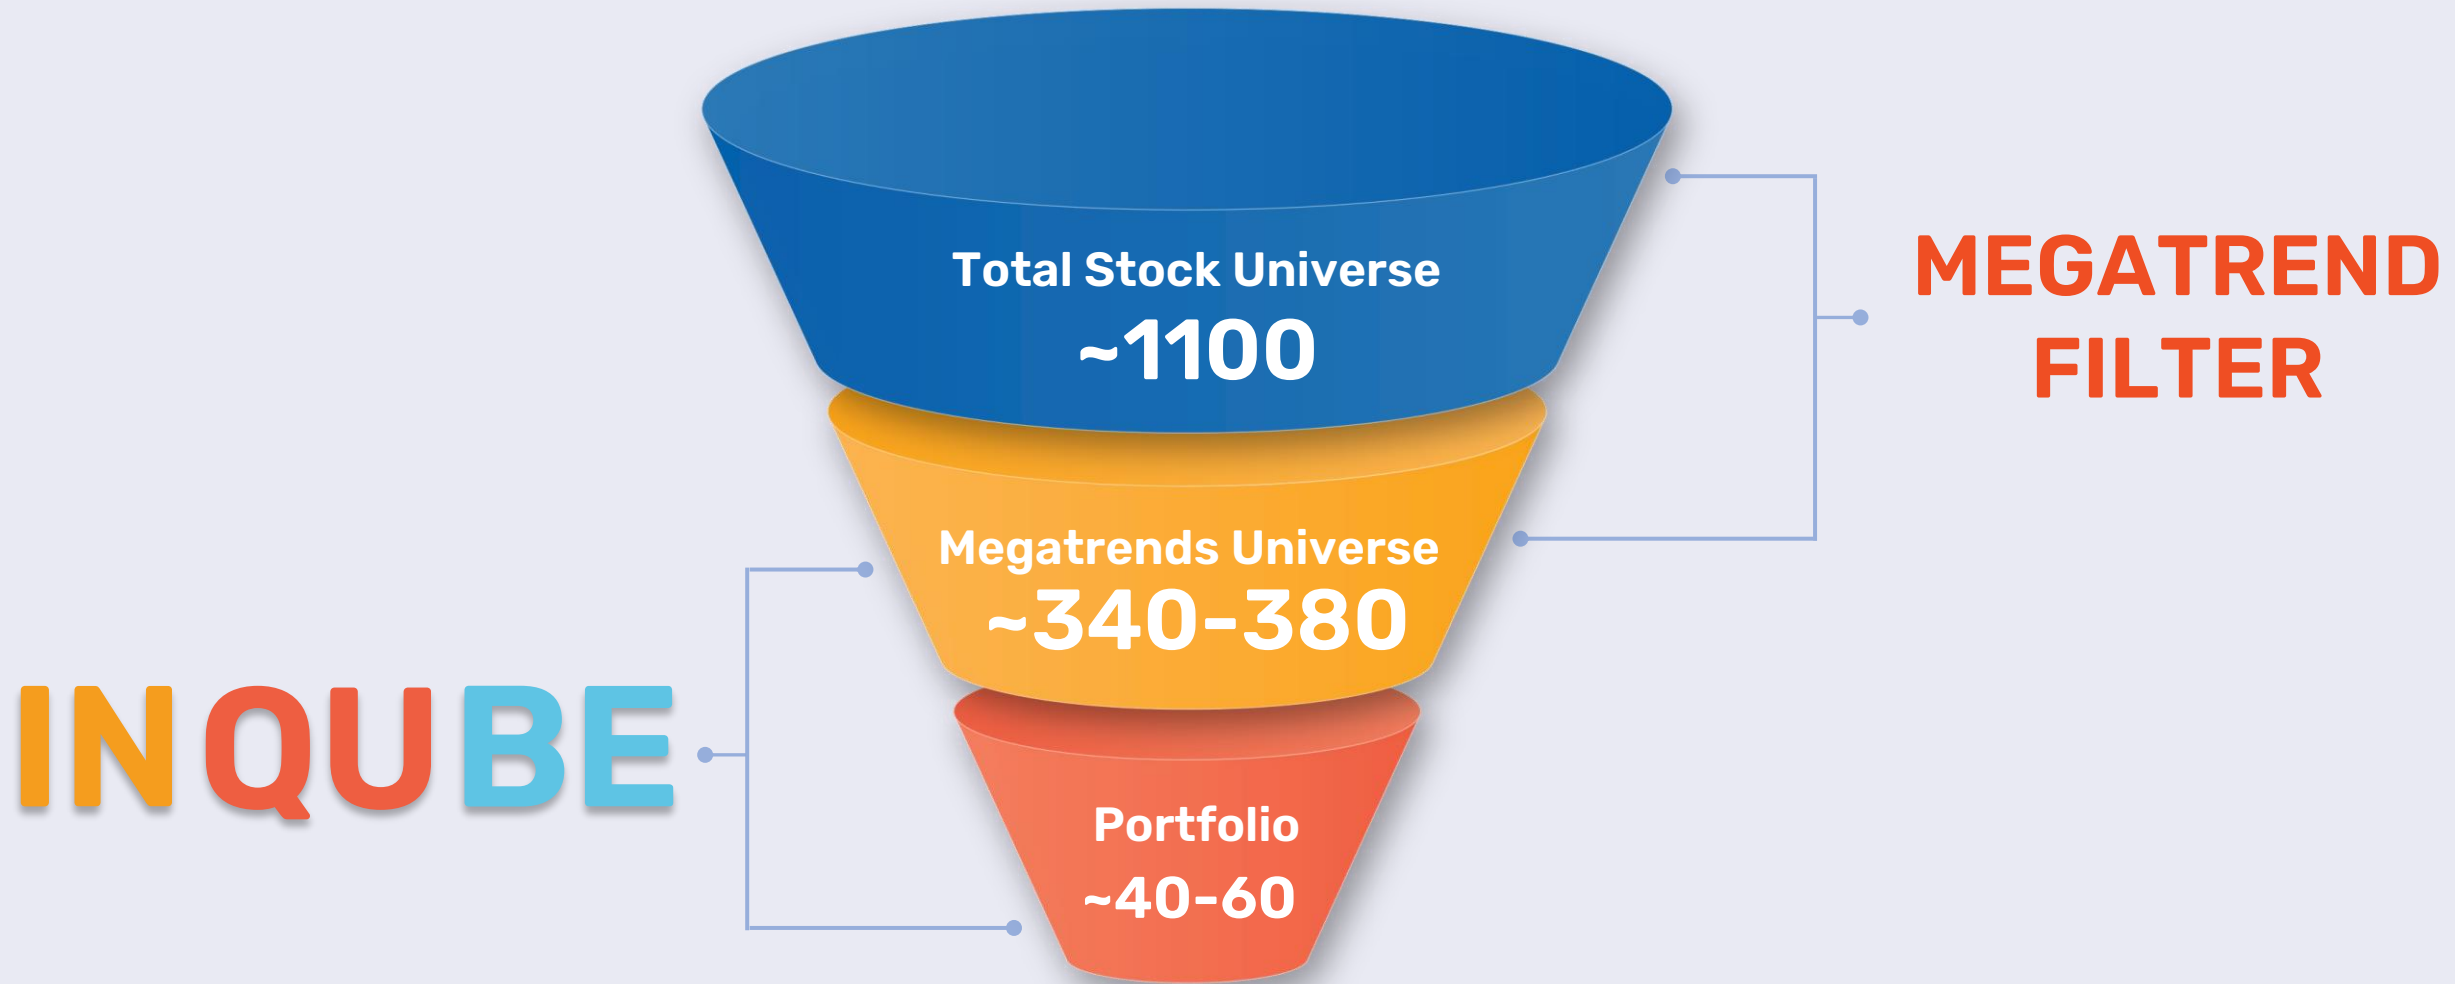 Total Stock Universe
~1100
MEGATREND
FILTER
Megatrends Universe
~340-380
INQUBE
Portfolio
~40-60